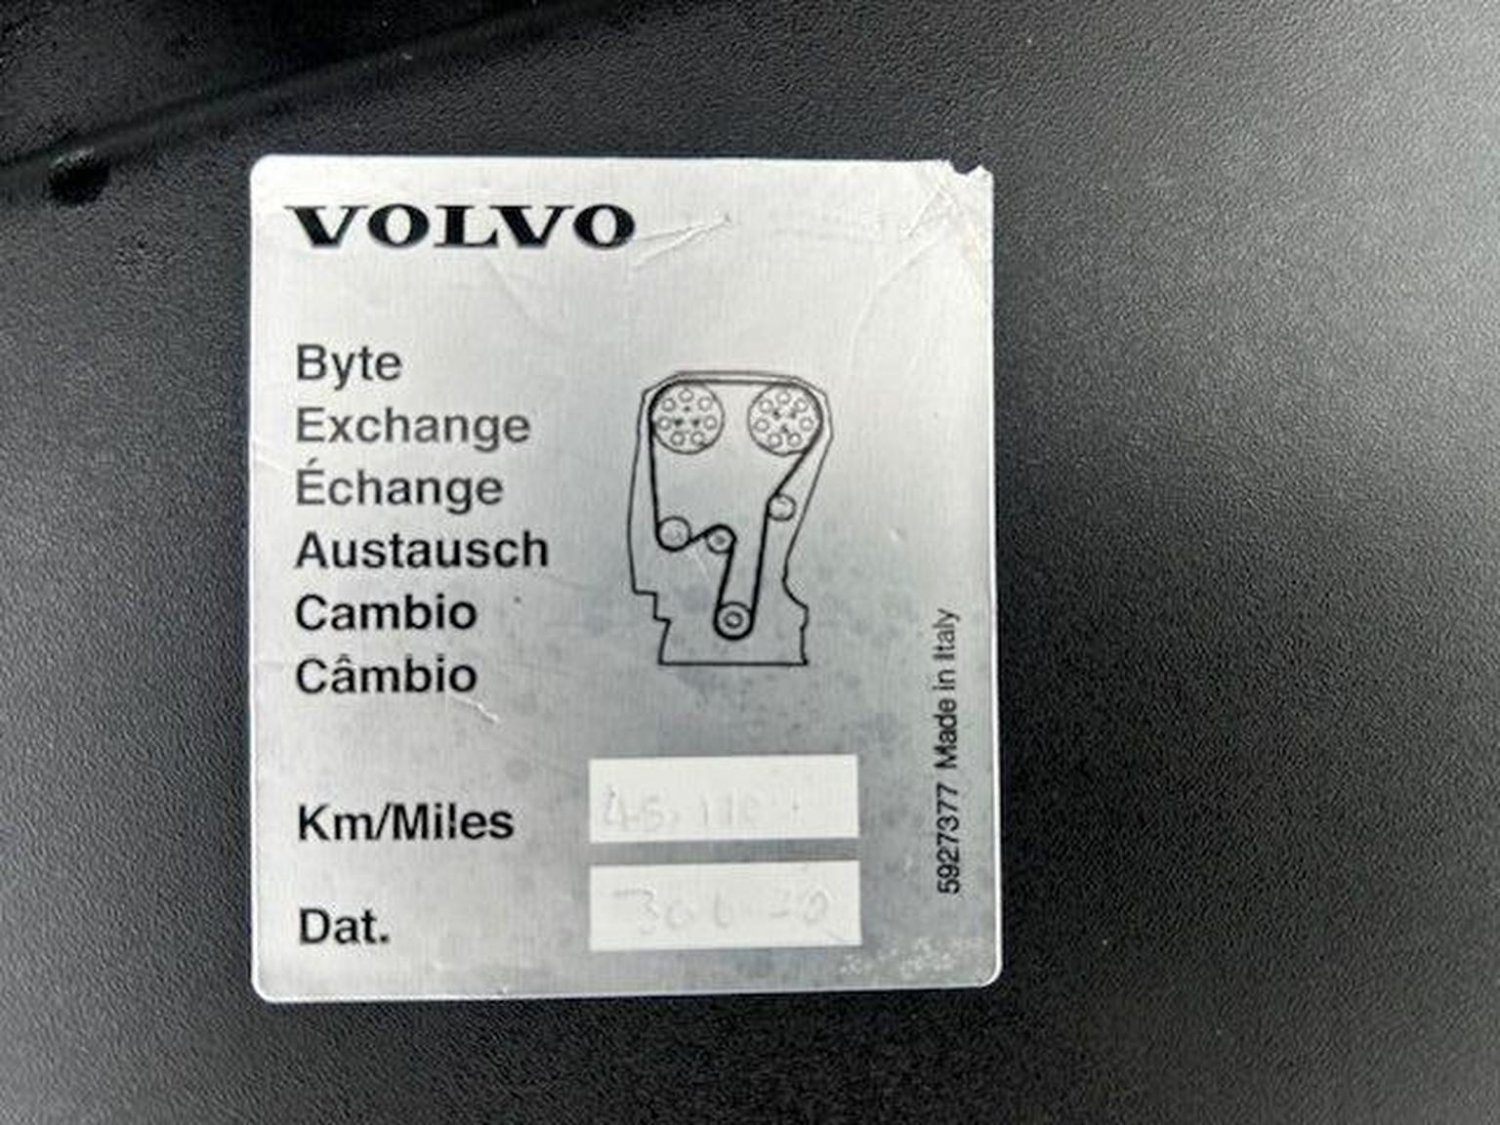 VOLVO
Byte
Exchange
Échange
Austausch
Cambio
Câmbio
Km/Miles
Dat.
5927377 Made in Italy